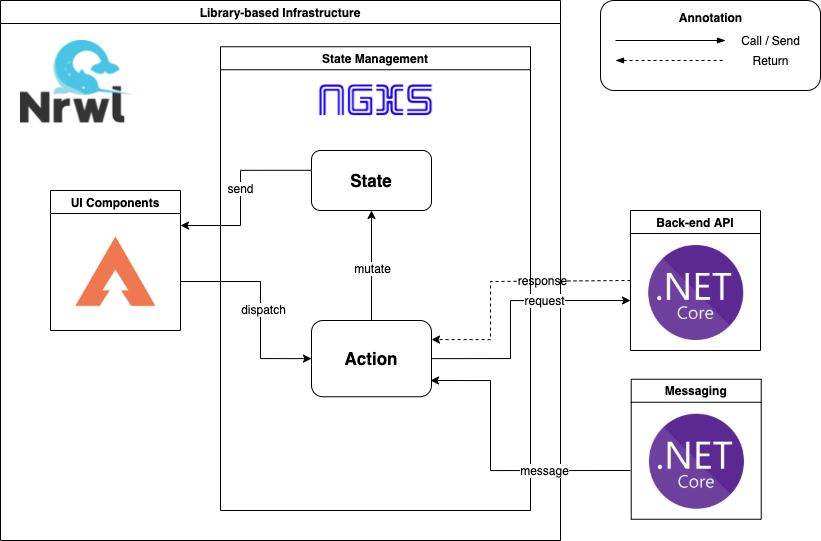 Library-based Infrastructure
Annotation
Call / Send
Return
Nrwl
State Management
NGXS
State
send
UI Components
mutate
dispatch
Action
Back-end API
.NET
Core
response
request
Messaging
.NET
Core
message